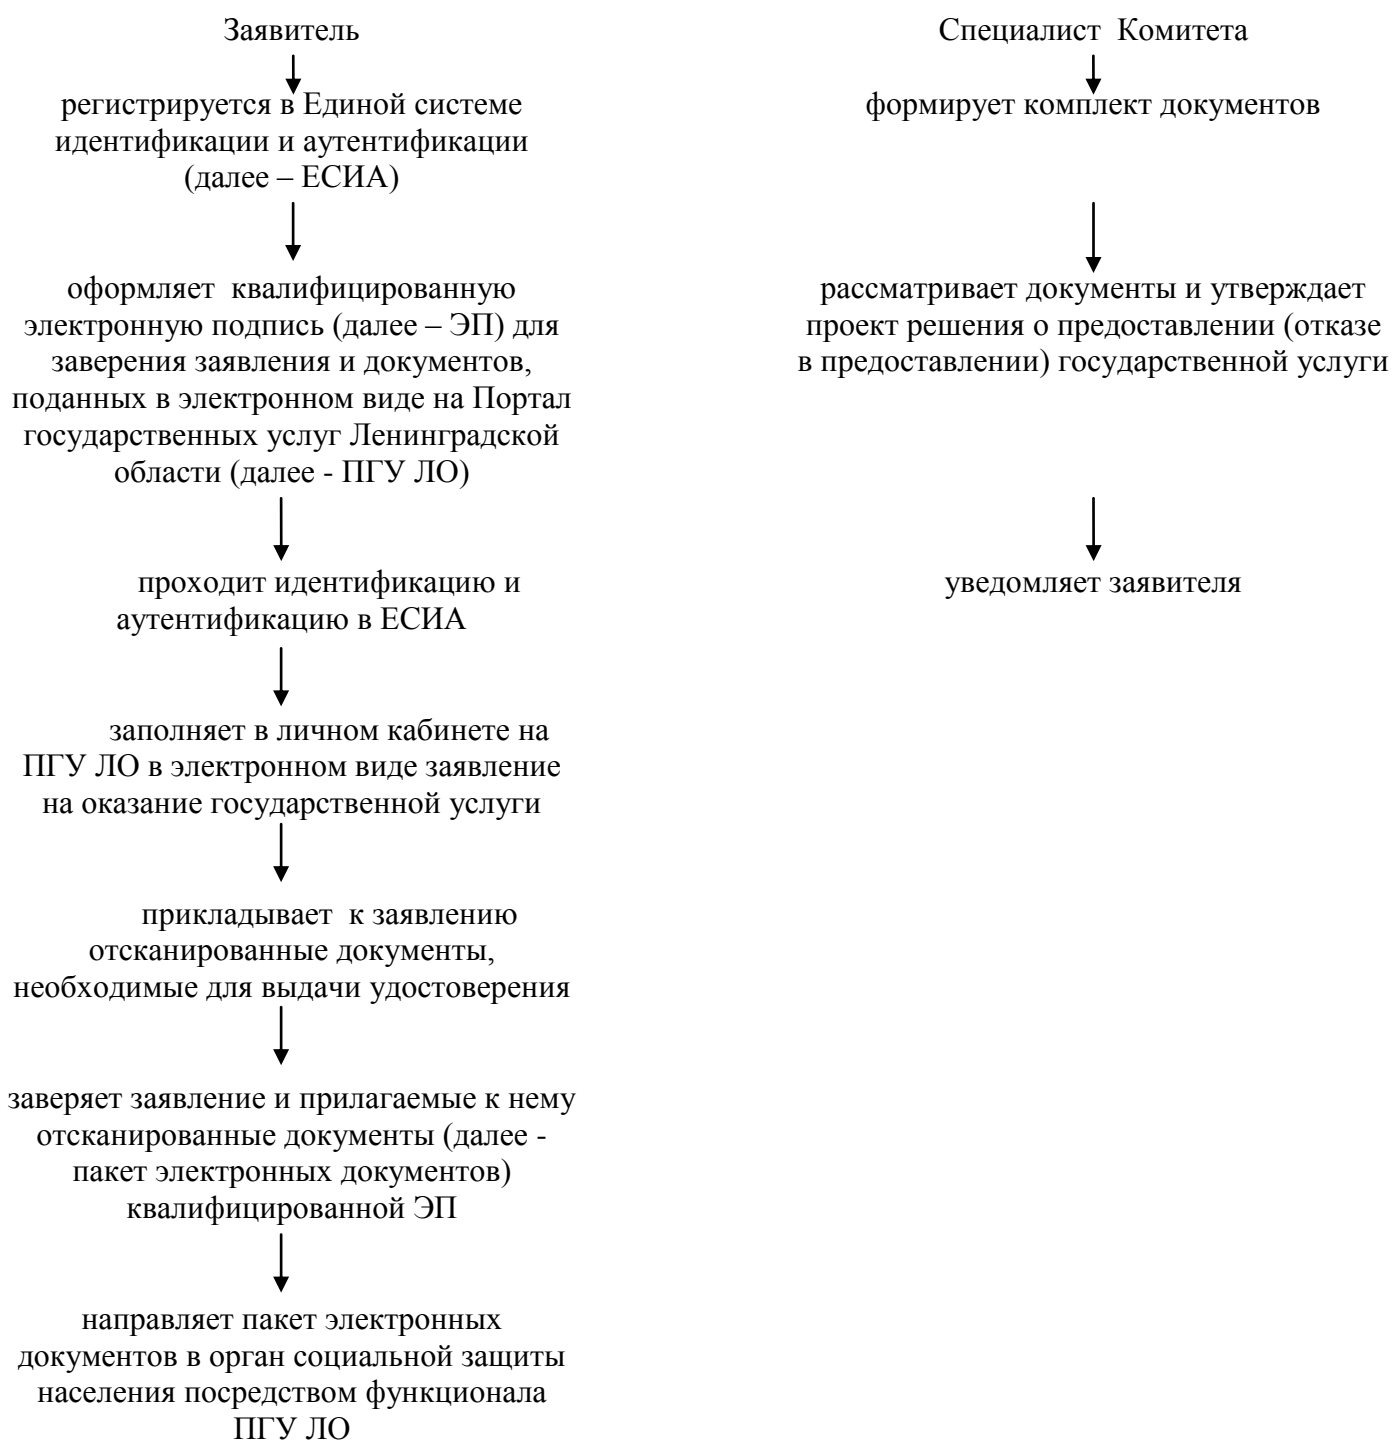 Заявитель
регистрируется в Единой системе
идентификации и аутентификации
(далее – ЕСИА)
оформляет квалифицированную
электронную подпись (далее – ЭП) для
заверения заявления и документов,
поданных в электронном виде на Портал
государственных услуг Ленинградской
области (далее - ПГУ ЛО)
проходит идентификацию и
аутентификацию в ЕСИА
заполняет в личном кабинете на
ПГУ ЛО в электронном виде заявление
на оказание государственной услуги
прикладывает к заявлению
отсканированные документы,
необходимые для выдачи удостоверения
заверяет заявление и прилагаемые к нему
отсканированные документы (далее -
пакет электронных документов)
квалифицированной ЭП
направляет пакет электронных
документов в орган социальной защиты
населения посредством функционала
ПГУ ЛО
Специалист Комитета
формирует комплект документов
рассматривает документы и утверждает
проект решения о предоставлении (отказе
в предоставлении) государственной услуги
уведомляет заявителя